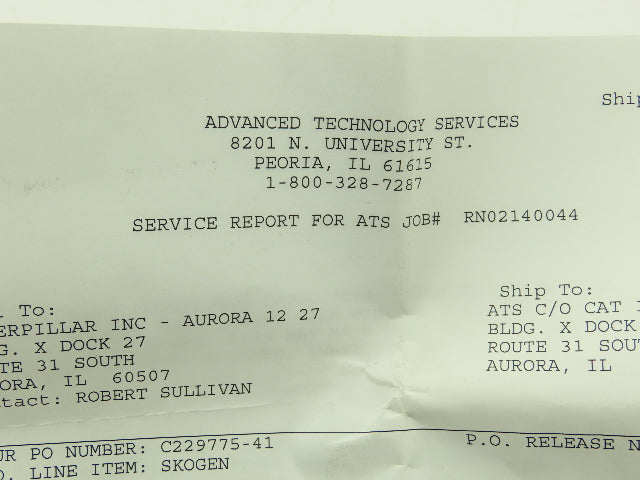 Ship
ADVANCED TECHNOLOGY SERVICES
8201 N. UNIVERSITY ST.
PEORIA, IL 61615
1-800-328-7287
SERVICE REPORT FOR ATS JOB# RN02140044
To:
ERPILLAR INC - AURORA 12 27
G. X DOCK 27
TE 31 SOUTH
ORA, IL 60507
ntact: ROBERT SULLIVAN
Ship To:
ATS C/O CAT
BLDG. X DOCK
ROUTE 31 SOUT
AURORA, IL
UR PO NUMBER: C229775-41
P.O. RELEASE N
O. LINE ITEM: SKOGEN